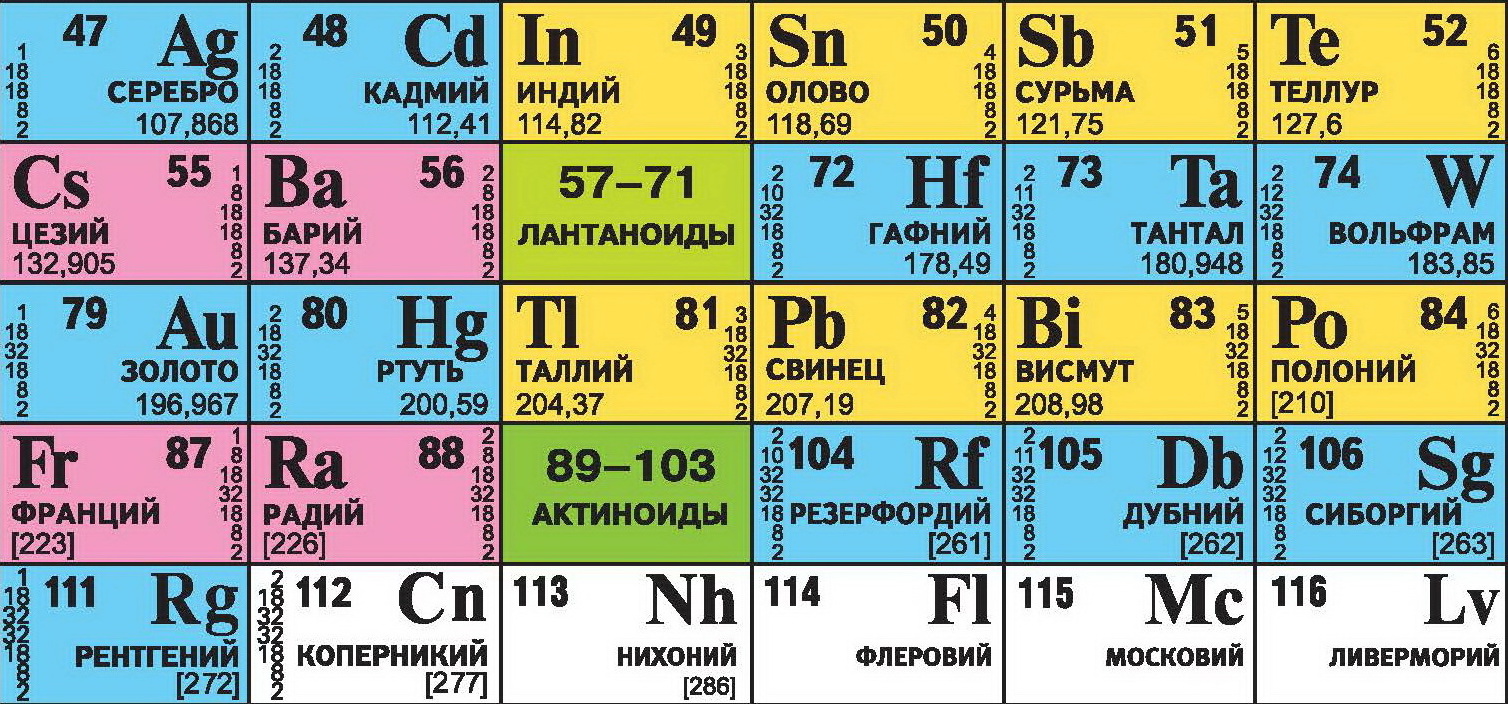 47 Ag
1
18
18
8
2
СЕРЕБРО
107,868
48 Cd
2
18
18
8
2
КАДМИЙ
112,41
In 49
3
18
18
8
2
ИНДИЙ
114,82
Sn 50
4
18
18
8
2
ОЛОВО
118,69
Sb 51
5
18
18
8
2
СУРЬМА
121,75
Te 52
6
18
18
8
2
ТЕЛЛУР
127,6
Cs 55
1
8
18
18
8
2
ЦЕЗИЙ
132,905
Ba 56
2
8
18
18
8
2
БАРИЙ
137,34
57–71
ЛАНТАНОИДЫ
72 Hf
2
10
32
18
8
2
ГАФНИЙ
178,49
73 Ta
2
11
32
18
8
2
ТАНТАЛ
180,948
74 W
2
12
32
18
8
2
ВОЛЬФРАМ
183,85
79 Au
1
18
32
18
8
2
ЗОЛОТО
196,967
80 Hg
2
18
32
18
8
2
РТУТЬ
200,59
Tl 81
3
18
32
18
8
2
ТАЛЛИЙ
204,37
Pb 82
4
18
32
18
8
2
СВИНЕЦ
207,19
Bi 83
5
18
32
18
8
2
ВИСМУТ
208,98
Po 84
6
18
32
18
8
2
ПОЛОНИЙ
[210]
Fr 87
1
8
18
32
18
8
2
ФРАНЦИЙ
[223]
Ra 88
2
8
18
32
18
8
2
РАДИЙ
[226]
89–103
АКТИНОИДЫ
104 Rf
2
10
32
32
18
8
2
РЕЗЕРФОРДИЙ
[261]
105 Db
2
11
32
32
18
8
2
ДУБНИЙ
[262]
106 Sg
2
12
32
32
18
8
2
СИБОРГИЙ
[263]
111 Rg
1
18
32
32
18
8
2
РЕНТГЕНИЙ
[272]
112 Cn
2
18
32
32
18
8
2
КОПЕРНИКИЙ
[277]
113 Nh
НИХОНИЙ
[286]
114 Fl
ФЛЕРОВИЙ
115 Mc
МОСКОВИЙ
116 Lv
ЛИВЕРМОРИЙ